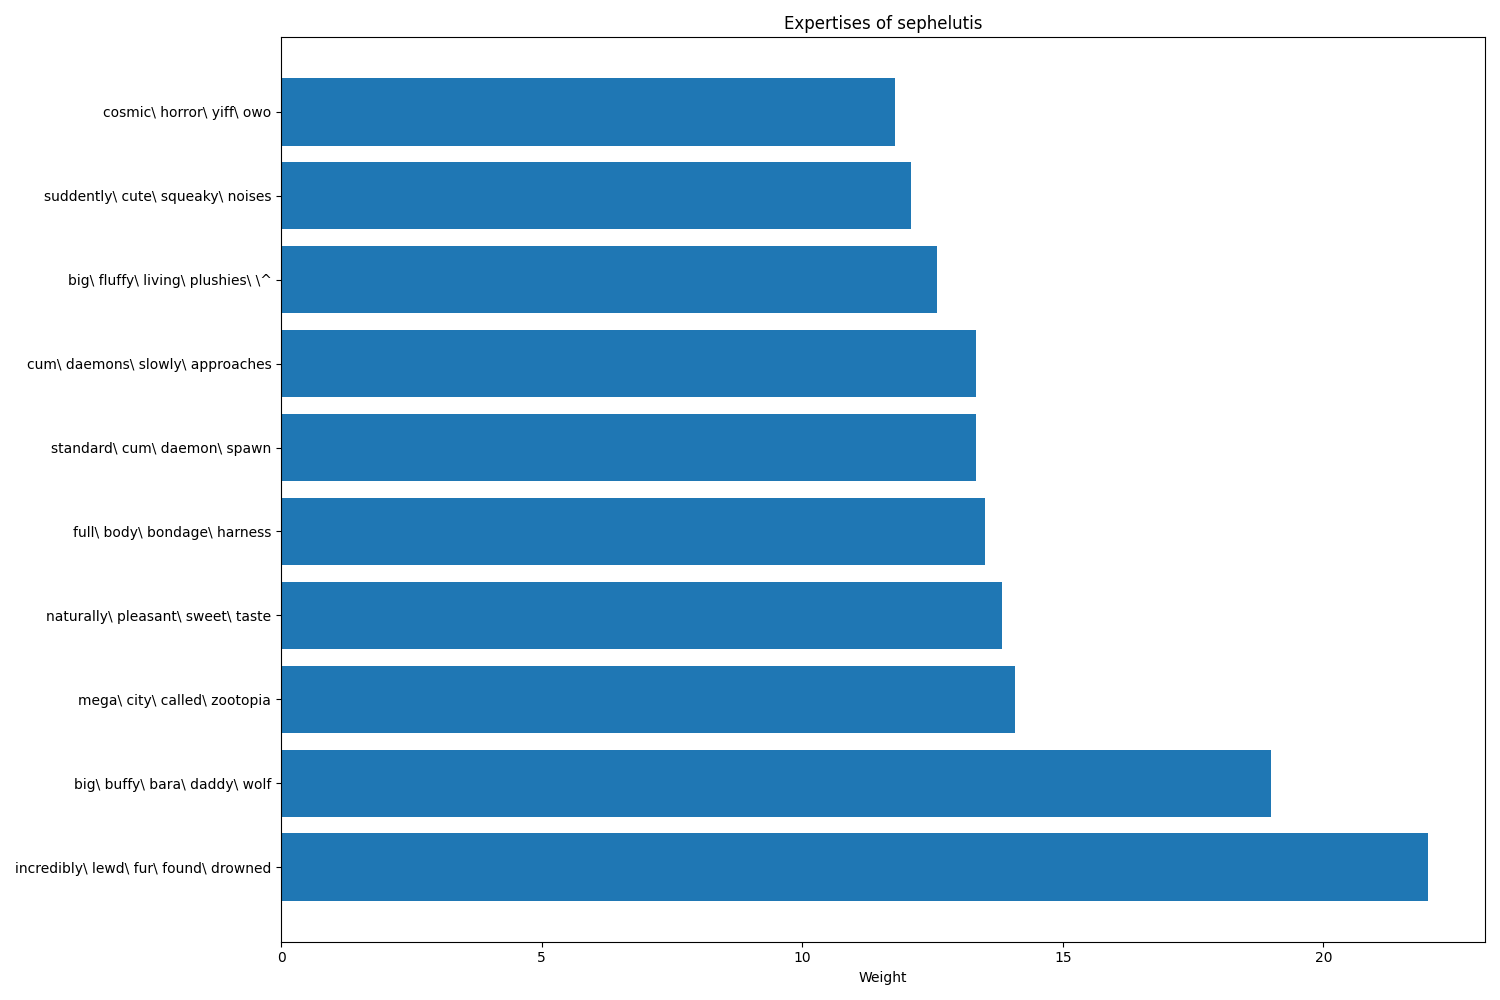 Expertises of sephelutis
cosmic\ horror\ yiff\ owo
suddently\ cute\ squeaky\ noises
big\ fluffy\ living\ plushies\ \^
cum\ daemons\ slowly\ approaches
standard\ cum\ daemon\ spawn
full\ body\ bondage\ harness
naturally\ pleasant\ sweet\ taste
mega\ city\ called\ zootopia
big\ buffy\ bara\ daddy\ wolf
incredibly\ lewd\ fur\ found\ drowned
0 5 10 15 20
Weight